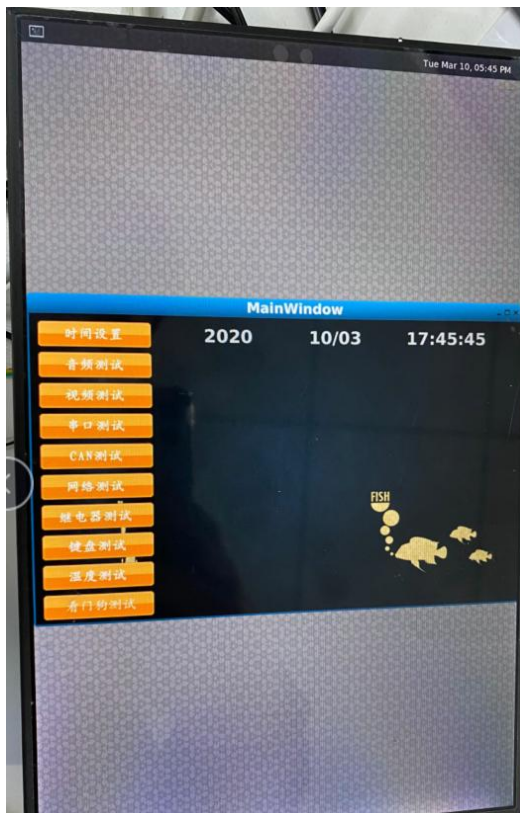 Tue Mar 10, 05:45 PM
MainWindow
时间设置
2020 10/03 17:45:45
音频测试
视频测试
串口测试
CAN测试
网络测试
继电器测试
FISH
键盘测试
温度测试
看门狗测试